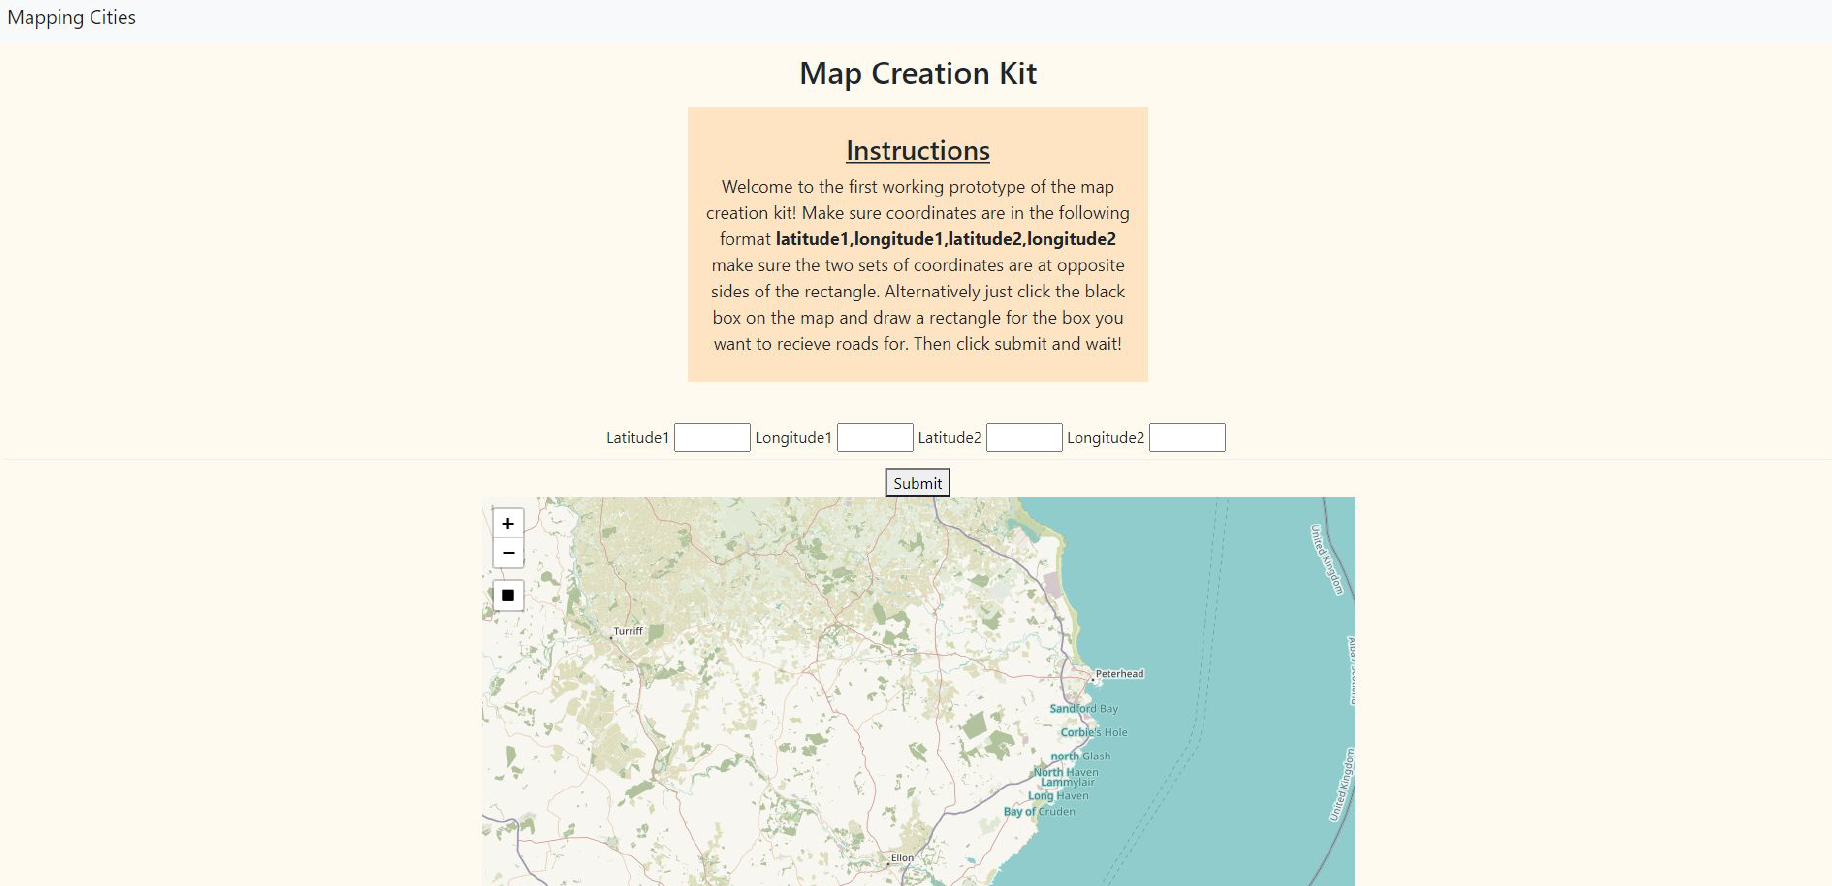 Mapping Cities
Map Creation Kit
Instructions
Welcome to the first working prototype of the map
creation kit! Make sure coordinates are in the following
format latitude1,longitude1,latitude2,longitude2
make sure the two sets of coordinates are at opposite
sides of the rectangle. Alternatively just click the black
box on the map and draw a rectangle for the box you
want to recieve roads for. Then click submit and wait!
Latitude1 Longitude1 Latitude2 Longitude2
Submit
+
−
United Kingdom
Turriff
Peterhead
Sandford Bay
Corbie's Hole
north Glash
North Haven
Lammylair
Long Haven
Bay of Cruden
United Kingdom
Ellon